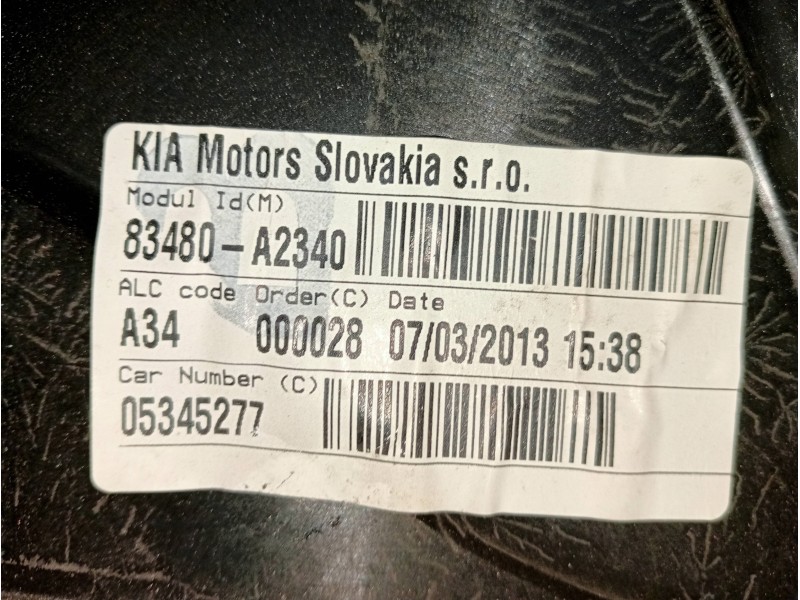 KIA Motors Slovakia s.r.o.
Modul Id(M)
83480-A2340
ALC code Order(C) Date
A34 000028 07/03/2013 15:38
Car Number (C)
05345277